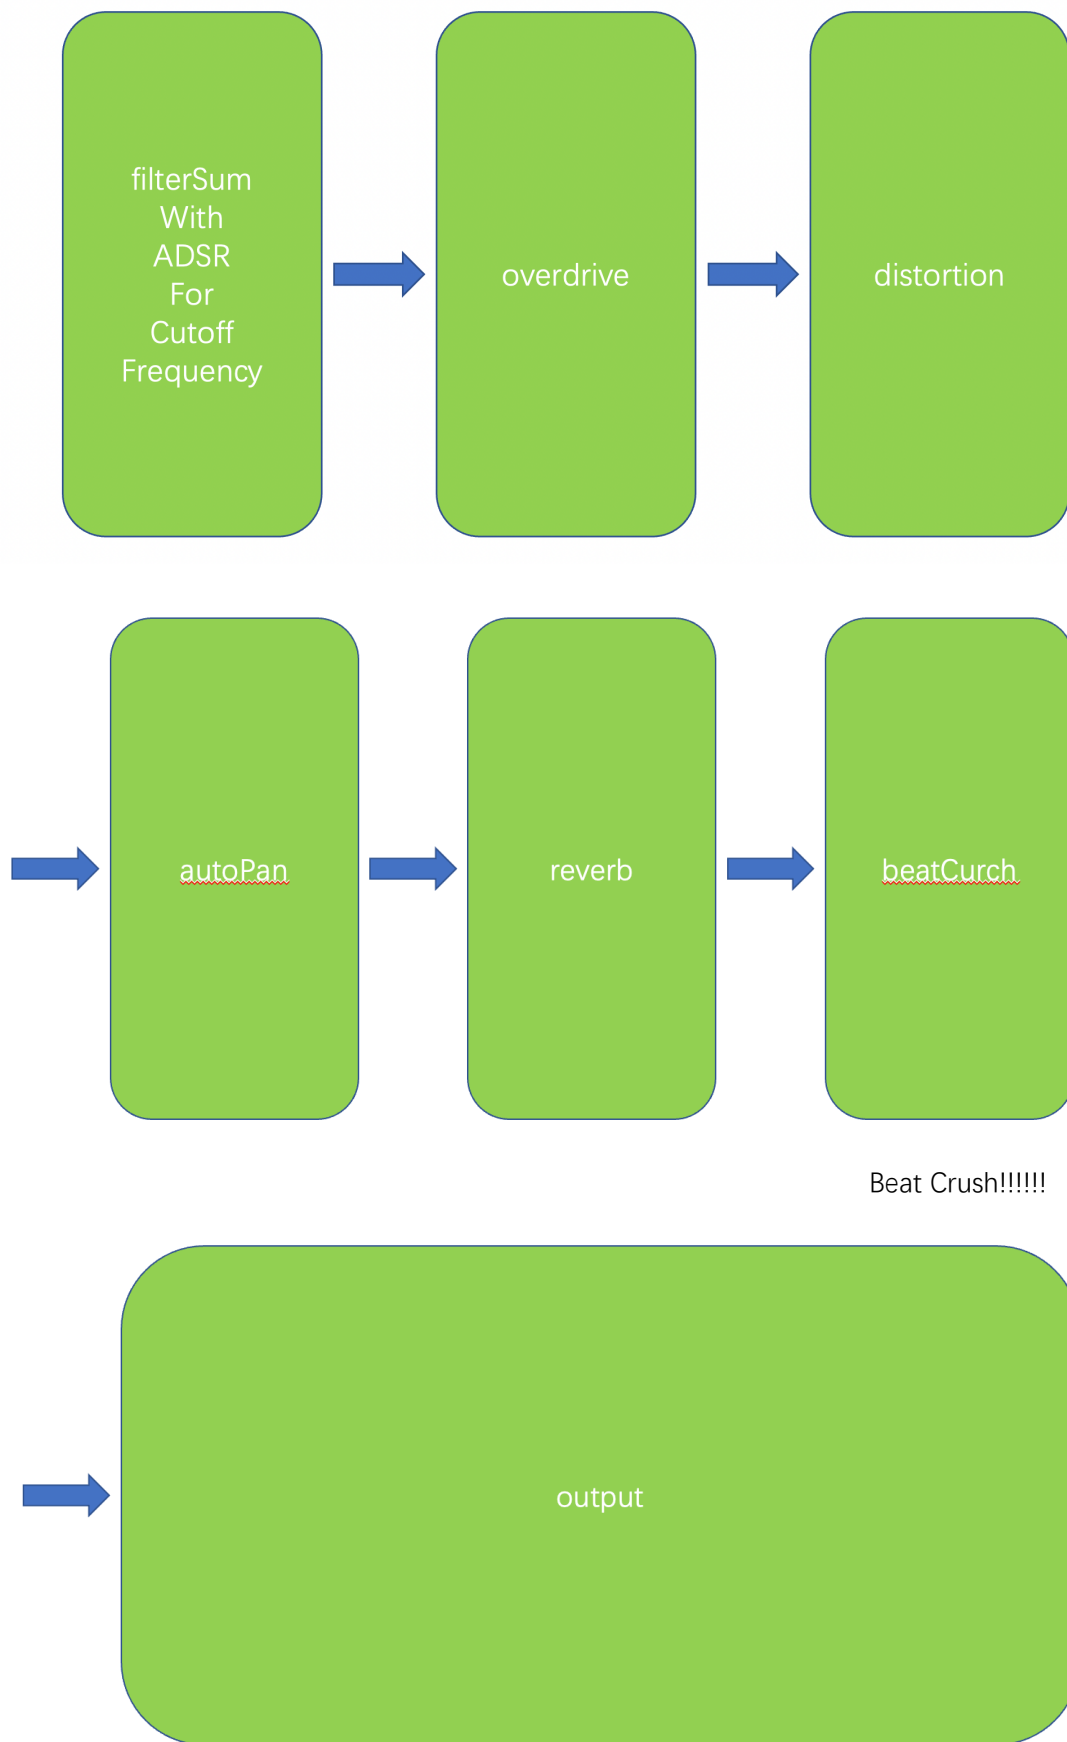 filterSum
With
ADSR
For
Cutoff
Frequency
overdrive
distortion
autoPan
reverb
beatCurch
Beat Crush!!!!!!
output